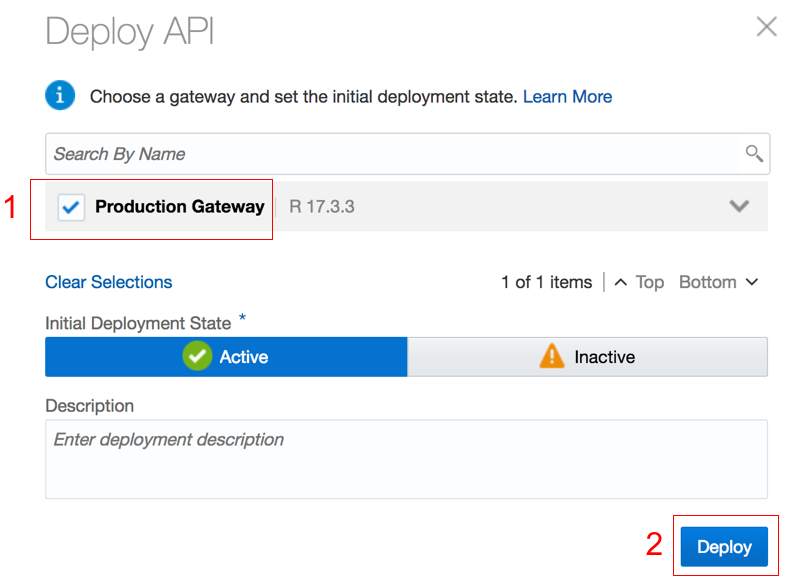 Deploy API
Choose a gateway and set the initial deployment state. Learn More
Search By Name
1
Production Gateway R 17.3.3
Clear Selections 1 of 1 items Top Bottom
Initial Deployment State *
Active Inactive
Description
Enter deployment description
2 Deploy